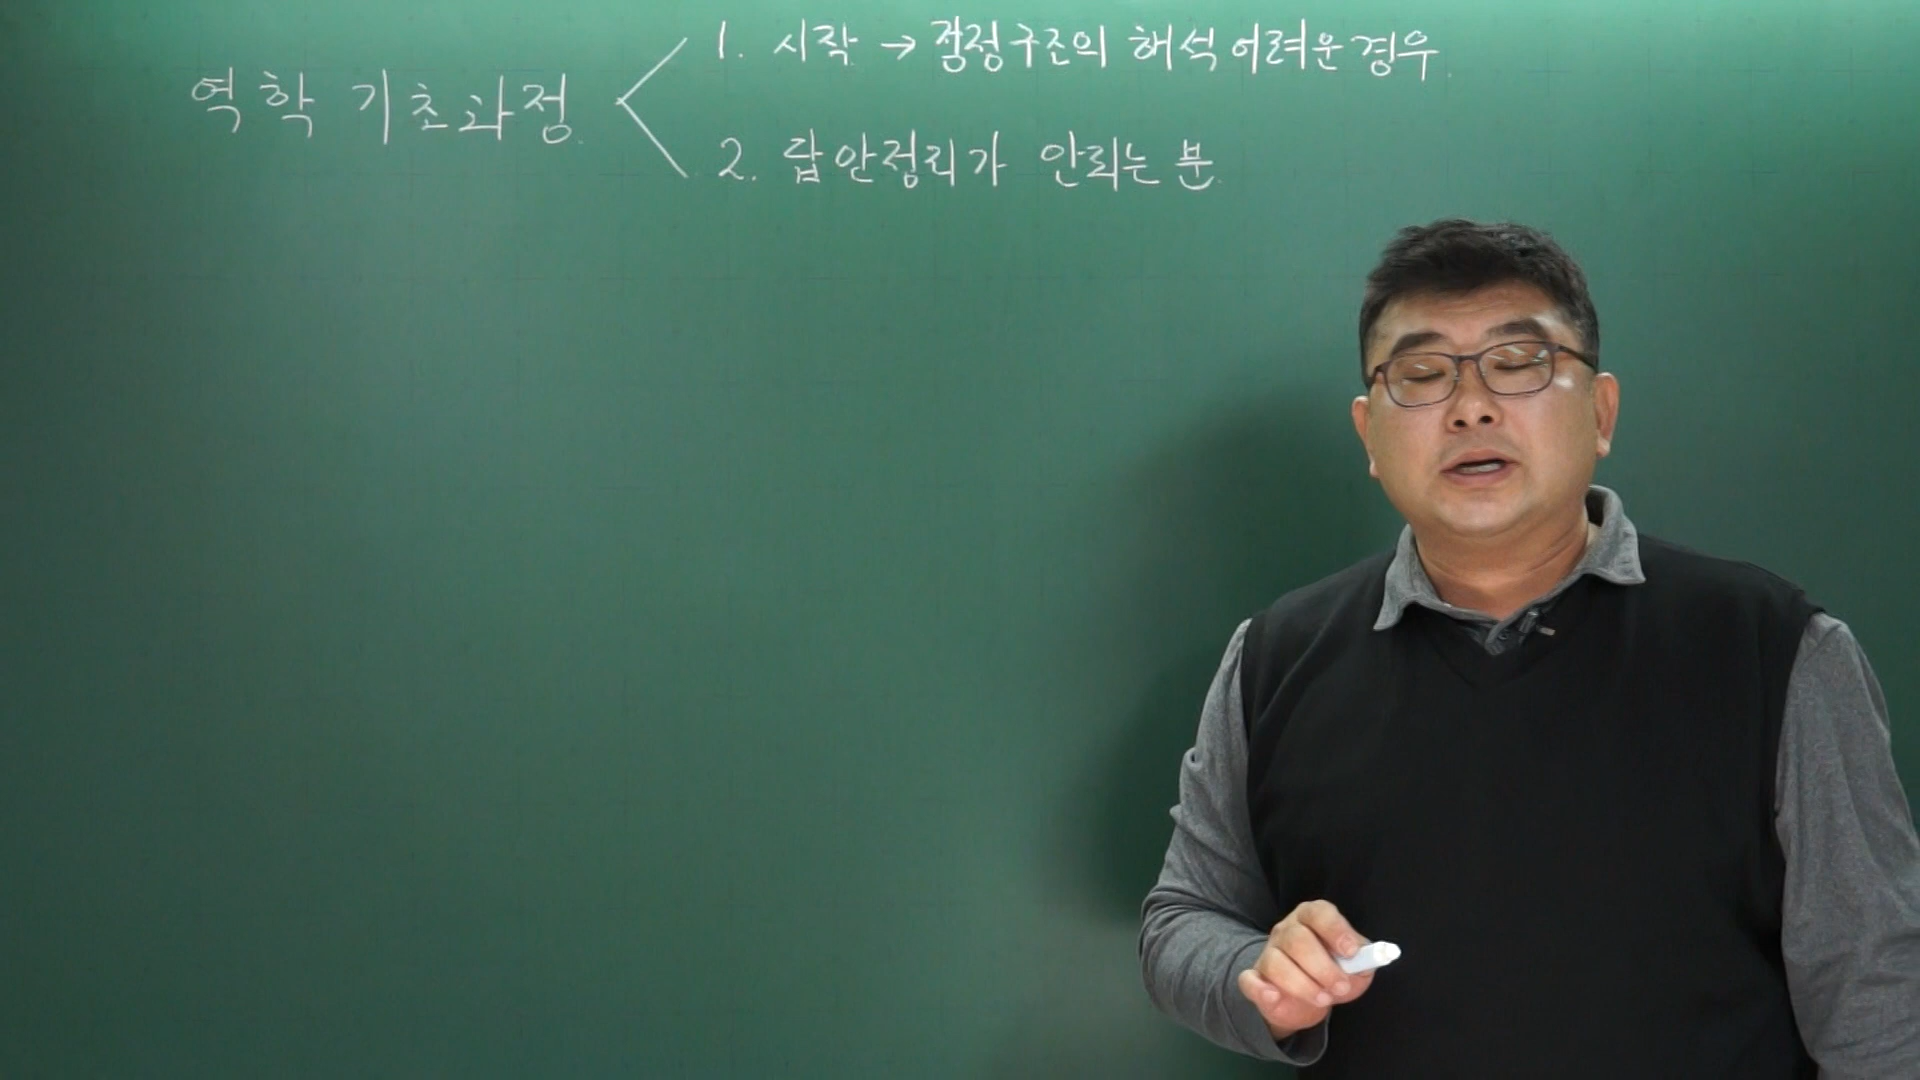 역학 기초과정
1. 시작 → 정정구조의 해석 어려운 경우.
2. 답안정리가 안되는 분.